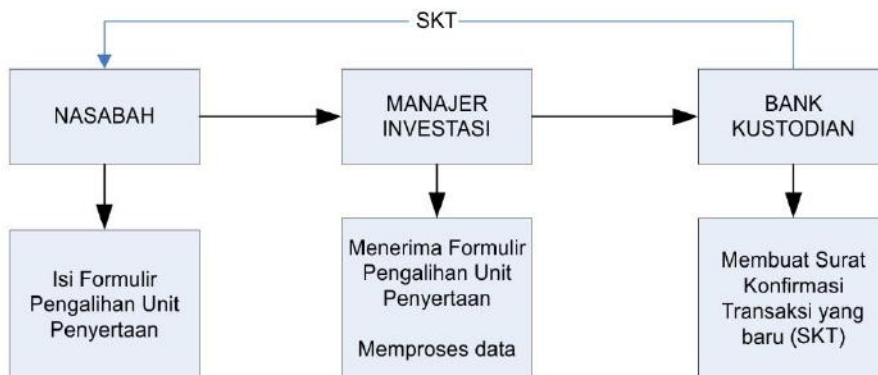 SKT
NASABAH
MANAJER
INVESTASI
BANK
KUSTODIAN
Isi Formulir
Pengalihan Unit
Penyertaan
Menerima Formulir
Pengalihan Unit
Penyertaan
Memproses data
Membuat Surat
Konfirmasi
Transaksi yang
baru (SKT)